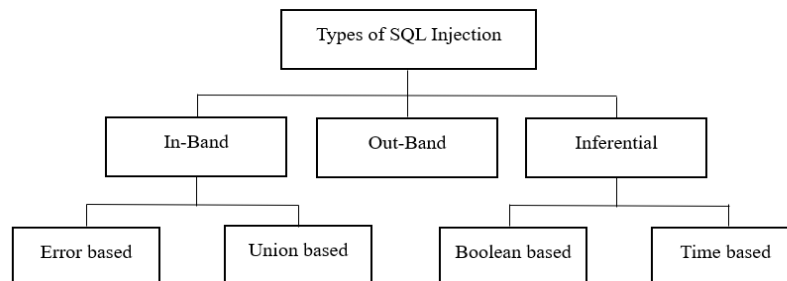 Types of SQL Injection
In-Band
Out-Band
Inferential
Error based
Union based
Boolean based
Time based